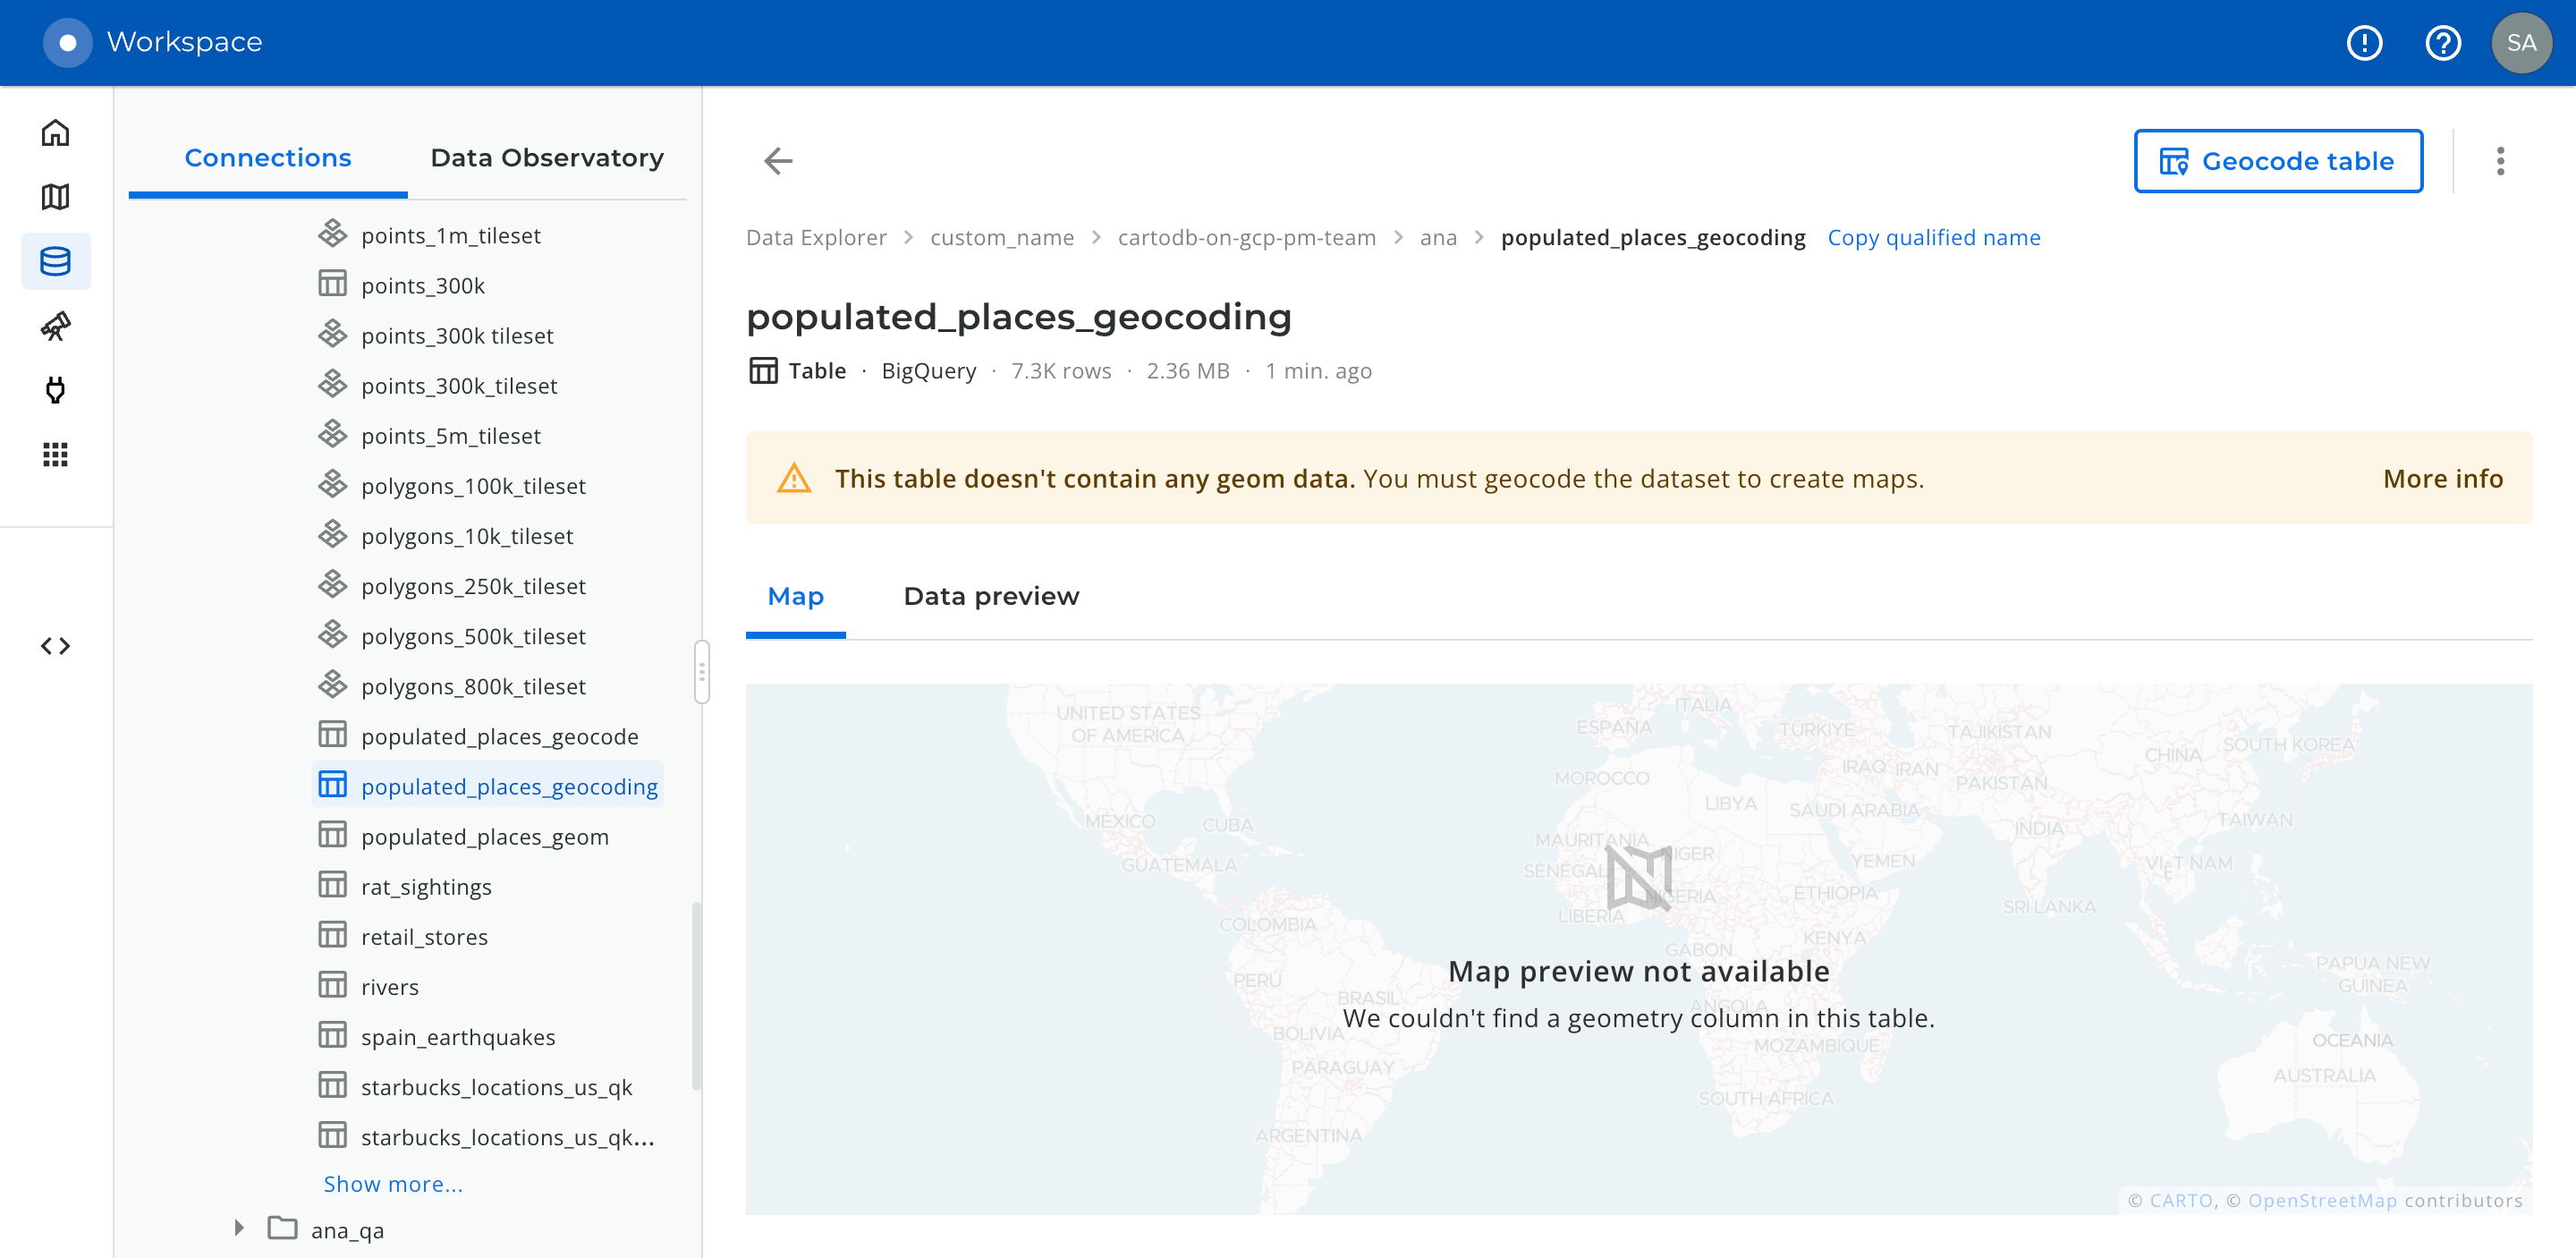 Workspace
SA
Connections
Data Observatory
points_1m_tileset
points_300k
points_300k tileset
points_300k_tileset
points_5m_tileset
polygons_100k_tileset
polygons_10k_tileset
polygons_250k_tileset
polygons_500k_tileset
polygons_800k_tileset
populated_places_geocode
populated_places_geocoding
populated_places_geom
rat_sightings
retail_stores
rivers
spain_earthquakes
starbucks_locations_us_qk
starbucks_locations_us_qk...
Show more...
ana_qa
Geocode table
Data Explorer > custom_name > cartodb-on-gcp-pm-team > ana > populated_places_geocoding Copy qualified name
populated_places_geocoding
Table · BigQuery · 7.3K rows · 2.36 MB · 1 min. ago
This table doesn't contain any geom data. You must geocode the dataset to create maps.
More info
Map
Data preview
UNITED STATES
OF AMERICA
ITALIA
ESPAÑA
TÜRKIYE
TAJIKISTAN
CHINA
SOUTH KOREA
MOROCCO
IRAQ
IRAN
PAKISTAN
LIBYA
SAUDI ARABIA
MÉXICO
CUBA
TAIWAN
INDIA
MAURITANIA
NIGER
YEMEN
VIỆT NAM
GUATEMALA
SÉNÉGAL
NIGERIA
ETHIOPIA
SRI LANKA
LIBERIA
COLOMBIA
KENYA
GABON
PAPUA NEW
GUINEA
PERÚ
Map preview not available
BRASIL
ANGOLA
We couldn't find a geometry column in this table.
BOLIVIA
MOZAMBIQUE
OCEANIA
PARAGUAY
AUSTRALIA
SOUTH AFRICA
ARGENTINA
© CARTO, © OpenStreetMap contributors